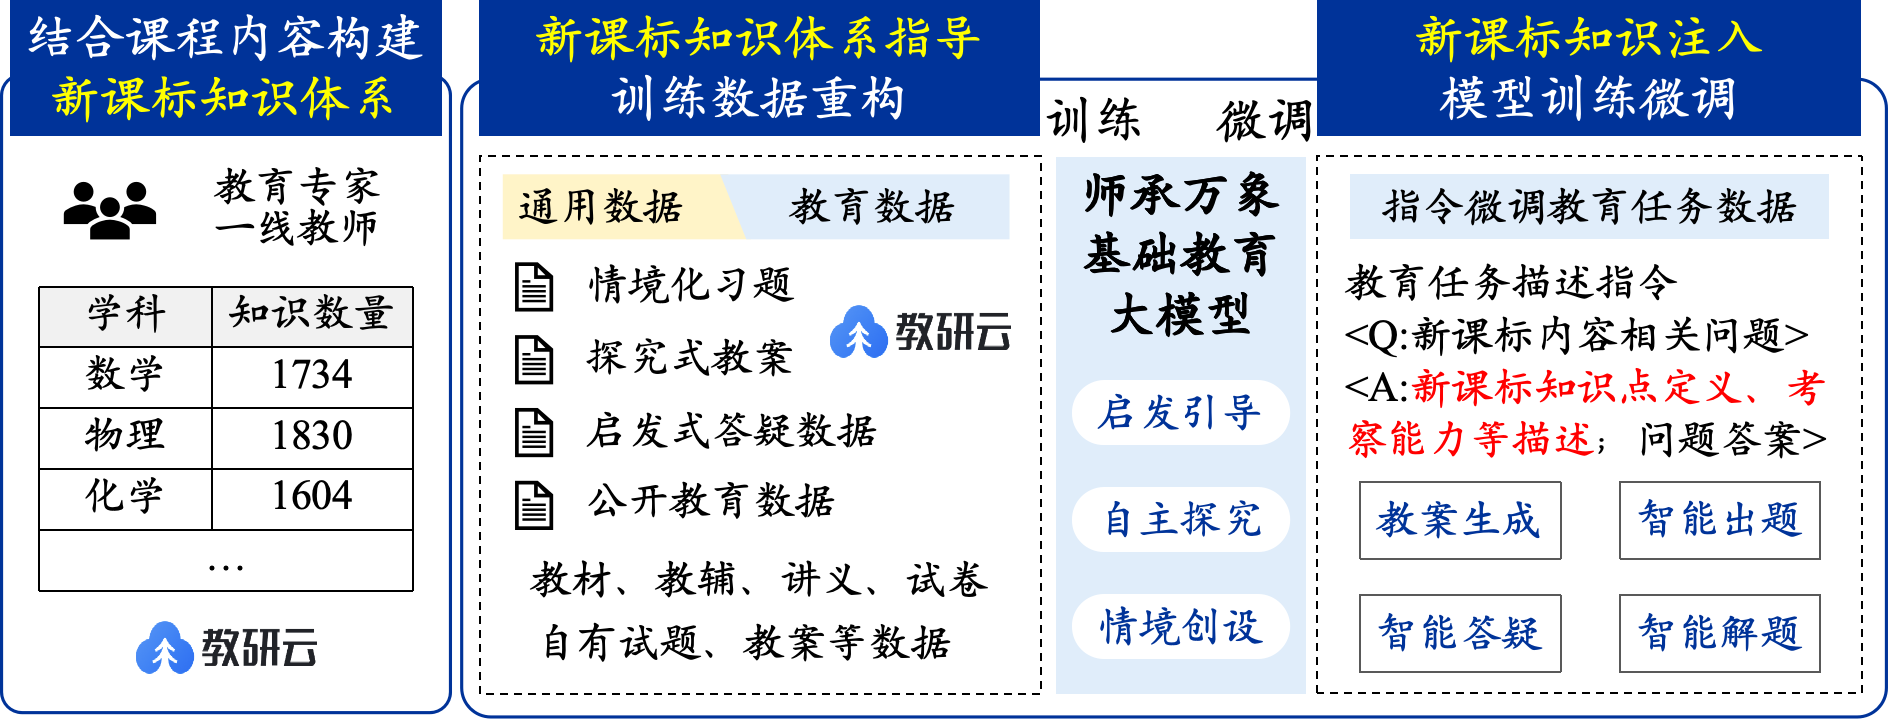 结合课程内容构建
新课标知识体系
教育专家
一线教师
学科 知识数量
数学 1734
物理 1830
化学 1604
…
教研云
新课标知识体系指导
训练数据重构
通用数据 教育数据
情境化习题
探究式教案
启发式答疑数据
公开教育数据
教研云
教材、教辅、讲义、试卷
自有试题、教案等数据
训练 微调
师承万象
基础教育
大模型
启发引导
自主探究
情境创设
新课标知识注入
模型训练微调
指令微调教育任务数据
教育任务描述指令
<Q:新课标内容相关问题>
<A:新课标知识点定义、考
察能力等描述；问题答案>
教案生成 智能出题
智能答疑 智能解题